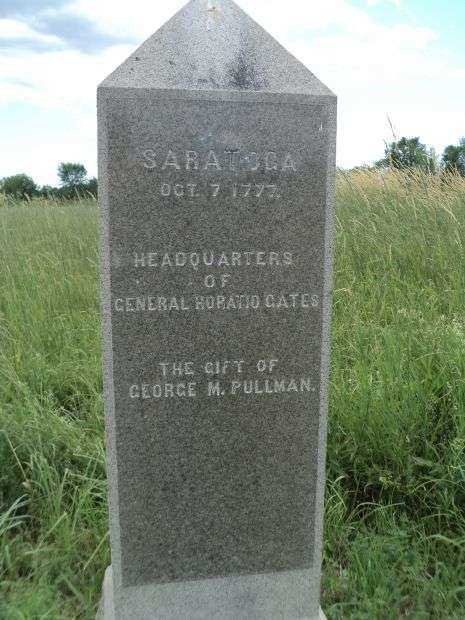 SARATOGA
OCT. 7 1777.
HEADQUARTERS
OF
GENERAL HORATIO GATES
THE GIFT OF
GEORGE M. PULLMAN.